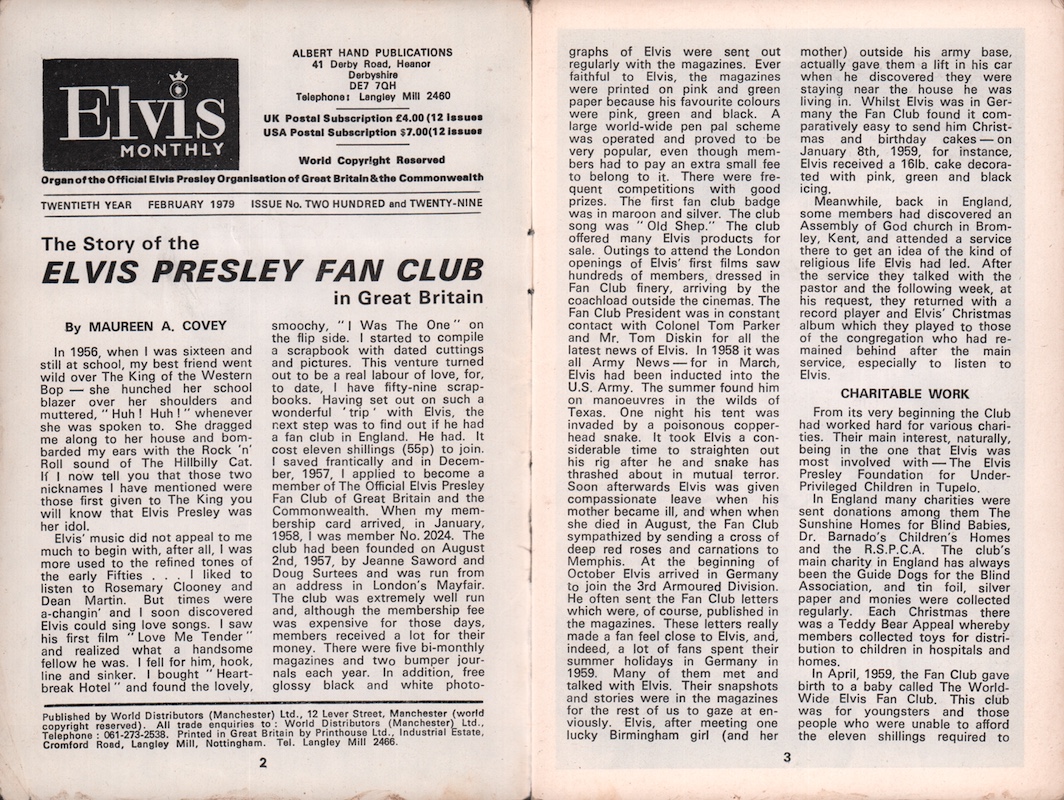 Elvis
MONTHLY
ALBERT HAND PUBLICATIONS
41 Derby Road, Heanor
Derbyshire
DE7 7QH
Telephone: Langley Mill 2460
UK Postal Subscription £4.00 (12 issues
USA Postal Subscription $7.00 (12 issues
World Copyright Reserved
Organ of the Official Elvis Presley Organisation of Great Britain & the Commonwealth
TWENTIETH YEAR FEBRUARY 1979 ISSUE No. TWO HUNDRED and TWENTY-NINE
The Story of the
ELVIS PRESLEY FAN CLUB
in Great Britain
By MAUREEN A. COVEY
In 1956, when I was sixteen and
still at school, my best friend went
wild over The King of the Western
Bop — she hunched her school
blazer over her shoulders and
muttered, "Huh! Huh!" whenever
she was spoken to. She dragged
me along to her house and bom-
barded my ears with the Rock 'n'
Roll sound of The Hillbilly Cat.
If I now tell you that those two
nicknames I have mentioned were
those first given to The King you
will know that Elvis Presley was
her idol.
Elvis' music did not appeal to me
much to begin with, after all, I was
more used to the refined tones of
the early Fifties . . . I liked to
listen to Rosemary Clooney and
Dean Martin. But times were
a-changin' and I soon discovered
Elvis could sing love songs. I saw
his first film "Love Me Tender"
and realized what a handsome
fellow he was. I fell for him, hook,
line and sinker. I bought "Heart-
break Hotel" and found the lovely,
smoochy, "I Was The One" on
the flip side. I started to compile
a scrapbook with dated cuttings
and pictures. This venture turned
out to be a real labour of love, for,
to date, I have fifty-nine scrap-
books. Having set out on such a
wonderful 'trip' with Elvis, the
next step was to find out if he had
a fan club in England. He had. It
cost eleven shillings (55p) to join.
I saved frantically and in Decem-
ber, 1957, I applied to become a
member of The Official Elvis Presley
Fan Club of Great Britain and the
Commonwealth. When my mem-
bership card arrived, in January,
1958, I was member No. 2024. The
club had been founded on August
2nd, 1957, by Jeanne Saword and
Doug Surtees and was run from
an address in London's Mayfair.
The club was extremely well run
and, although the membership fee
was expensive for those days,
members received a lot for their
money. There were five bi-monthly
magazines and two bumper jour-
nals each year. In addition, free
glossy black and white photo-
Published by World Distributors (Manchester) Ltd., 12 Lever Street, Manchester (world
copyright reserved). All trade enquiries to: World Distributors (Manchester) Ltd.,
Telephone: 061-273-2538. Printed in Great Britain by Printhouse Ltd., Industrial Estate,
Cromford Road, Langley Mill, Nottingham. Tel. Langley Mill 2466.
2
graphs of Elvis were sent out
regularly with the magazines. Ever
faithful to Elvis, the magazines
were printed on pink and green
paper because his favourite colours
were pink, green and black. A
large world-wide pen pal scheme
was operated and proved to be
very popular, even though mem-
bers had to pay an extra small fee
to belong to it. There were fre-
quent competitions with good
prizes. The first fan club badge
was in maroon and silver. The club
song was "Old Shep." The club
offered many Elvis products for
sale. Outings to attend the London
openings of Elvis' first films saw
hundreds of members, dressed in
Fan Club finery, arriving by the
coachload outside the cinemas. The
Fan Club President was in constant
contact with Colonel Tom Parker
and Mr. Tom Diskin for all the
latest news of Elvis. In 1958 it was
all Army News — for in March,
Elvis had been inducted into the
U.S. Army. The summer found him
on manoeuvres in the wilds of
Texas. One night his tent was
invaded by a poisonous copper-
head snake. It took Elvis a con-
siderable time to straighten out
his rig after he and snake has
thrashed about in mutual terror.
Soon afterwards Elvis was given
compassionate leave when his
mother became ill, and when when
she died in August, the Fan Club
sympathized by sending a cross of
deep red roses and carnations to
Memphis. At the beginning of
October Elvis arrived in Germany
to join the 3rd Armoured Division.
He often sent the Fan Club letters
which were, of course, published in
the magazines. These letters really
made a fan feel close to Elvis, and,
indeed, a lot of fans spent their
summer holidays in Germany in
1959. Many of them met and
talked with Elvis. Their snapshots
and stories were in the magazines
for the rest of us to gaze at en-
viously. Elvis, after meeting one
lucky Birmingham girl (and her
mother) outside his army base,
actually gave them a lift in his car
when he discovered they were
staying near the house he was
living in. Whilst Elvis was in Ger-
many the Fan Club found it com-
paratively easy to send him Christ-
mas and birthday cakes — on
January 8th, 1959, for instance,
Elvis received a 16lb. cake decora-
ted with pink, green and black
icing.
Meanwhile, back in England,
some members had discovered an
Assembly of God church in Brom-
ley, Kent, and attended a service
there to get an idea of the kind of
religious life Elvis had led. After
the service they talked with the
pastor and the following week, at
his request, they returned with a
record player and Elvis' Christmas
album which they played to those
of the congregation who had re-
mained behind after the main
service, especially to listen to
Elvis.
CHARITABLE WORK
From its very beginning the Club
had worked hard for various chari-
ties. Their main interest, naturally,
being in the one that Elvis was
most involved with — The Elvis
Presley Foundation for Under-
Privileged Children in Tupelo.
In England many charities were
sent donations among them The
Sunshine Homes for Blind Babies,
Dr. Barnado's Children's Homes
and the R.S.P.C.A. The club's
main charity in England has always
been the Guide Dogs for the Blind
Association, and tin foil, silver
paper and monies were collected
regularly. Each Christmas there
was a Teddy Bear Appeal whereby
members collected toys for distri-
bution to children in hospitals and
homes.
In April, 1959, the Fan Club gave
birth to a baby called The World-
Wide Elvis Fan Club. This club
was for youngsters and those
people who were unable to afford
the eleven shillings required to
3